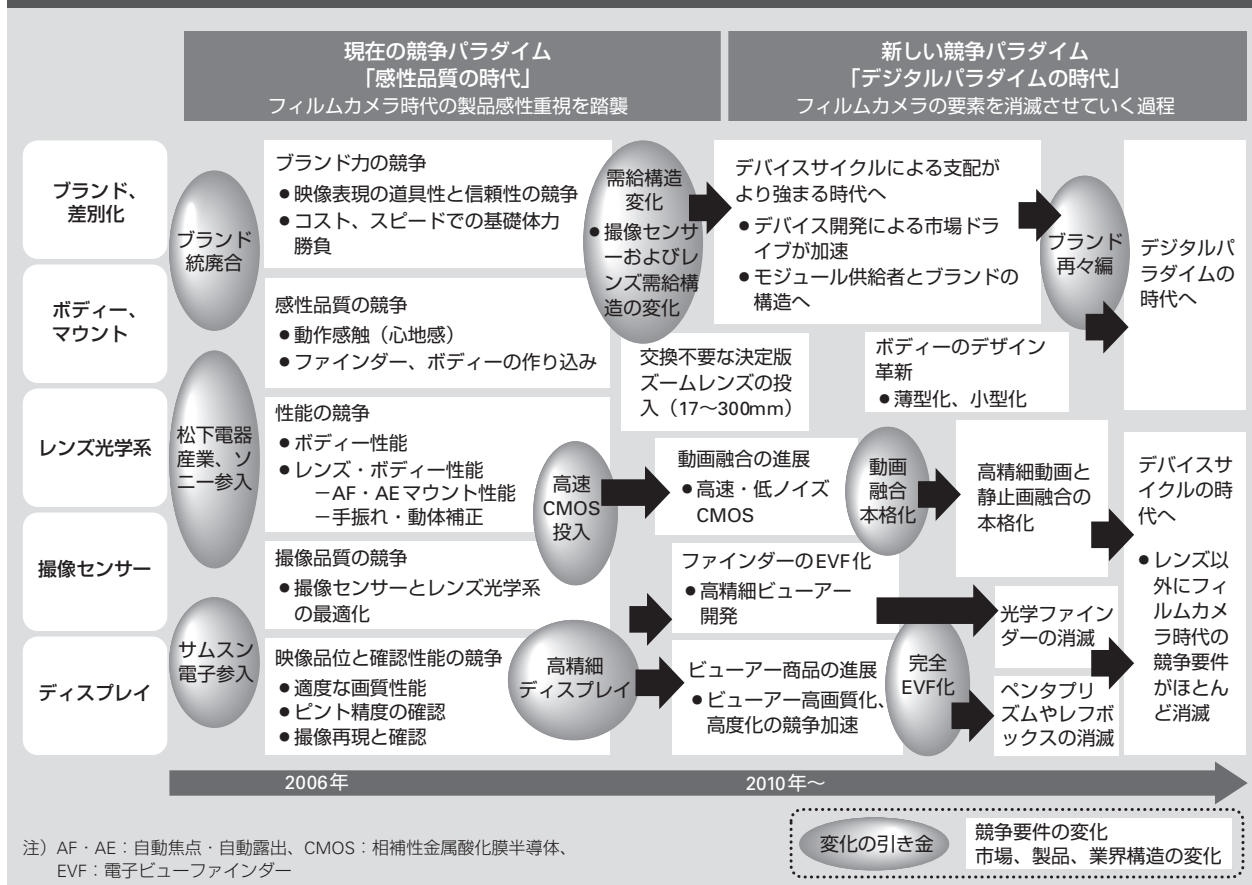 現在の競争パラダイム
「感性品質の時代」
フィルムカメラ時代の製品感性重視を踏襲
新しい競争パラダイム
「デジタルパラダイムの時代」
フィルムカメラの要素を消滅させていく過程
ブランド、
差別化
ボディー、
マウント
レンズ光学系
撮像センサー
ディスプレイ
ブランド
統廃合
松下電器
産業、ソ
ニー参入
サムスン
電子参入
ブランド力の競争
●映像表現の道具性と信頼性の競争
●コスト、スピードでの基礎体力
勝負
感性品質の競争
●動作感触（心地感）
●ファインダー、ボディーの作り込み
性能の競争
●ボディー性能
●レンズ・ボディー性能
−AF・AEマウント性能
−手振れ・動体補正
撮像品質の競争
●撮像センサーとレンズ光学系
の最適化
映像品位と確認性能の競争
●適度な画質性能
●ピント精度の確認
●撮像再現と確認
需給構造
変化
●撮像センサ
ーおよびレ
ンズ需給構
造の変化
高速
CMOS
投入
高精細
ディスプレイ
デバイスサイクルによる支配が
より強まる時代へ
●デバイス開発による市場ドラ
イブが加速
●モジュール供給者とブランドの
構造へ
交換不要な決定版
ズームレンズの投
入（17〜300mm）
ボディーのデザイン
革新
●薄型化、小型化
動画融合の進展
●高速・低ノイズ
CMOS
ファインダーのEVF化
●高精細ビューアー
開発
ビューアー商品の進展
●ビューアー高画質化、
高度化の競争加速
動画
融合
本格化
完全
EVF化
ブランド
再々編
高精細動画と
静止画融合の
本格化
光学ファイン
ダーの消滅
ペンタプリ
ズムやレフボ
ックスの消滅
デジタルパ
ラダイムの
時代へ
デバイスサ
イクルの時
代へ
●レンズ以
外にフィ
ルムカメ
ラ時代の
競争要件
がほとん
ど消滅
2006年
2010年〜
注）AF・AE：自動焦点・自動露出、CMOS：相補性金属酸化膜半導体、
EVF：電子ビューファインダー
変化の引き金
競争要件の変化
市場、製品、業界構造の変化